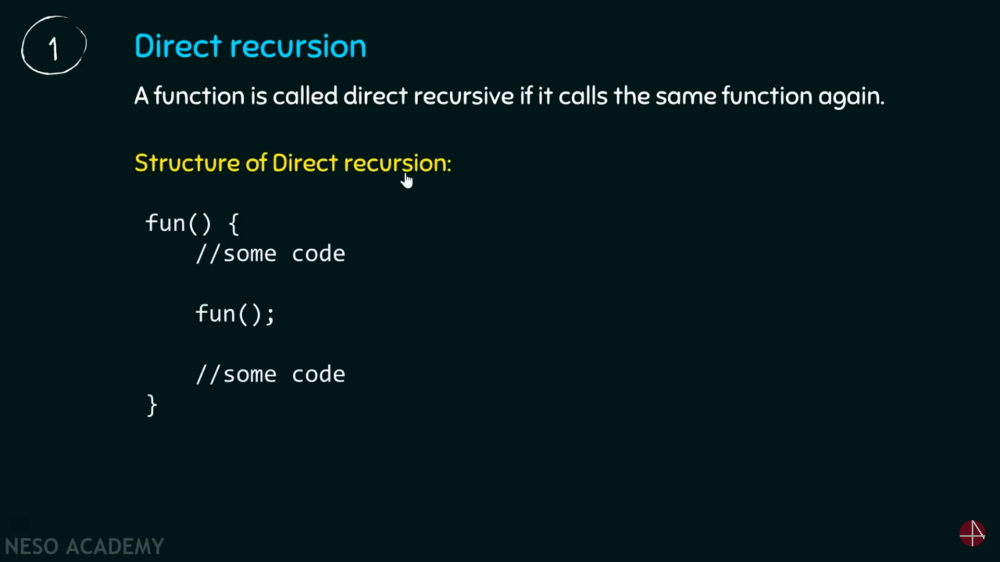 1
Direct recursion
A function is called direct recursive if it calls the same function again.
Structure of Direct recursion:
fun() {
//some code
fun();
//some code
}
NESO ACADEMY